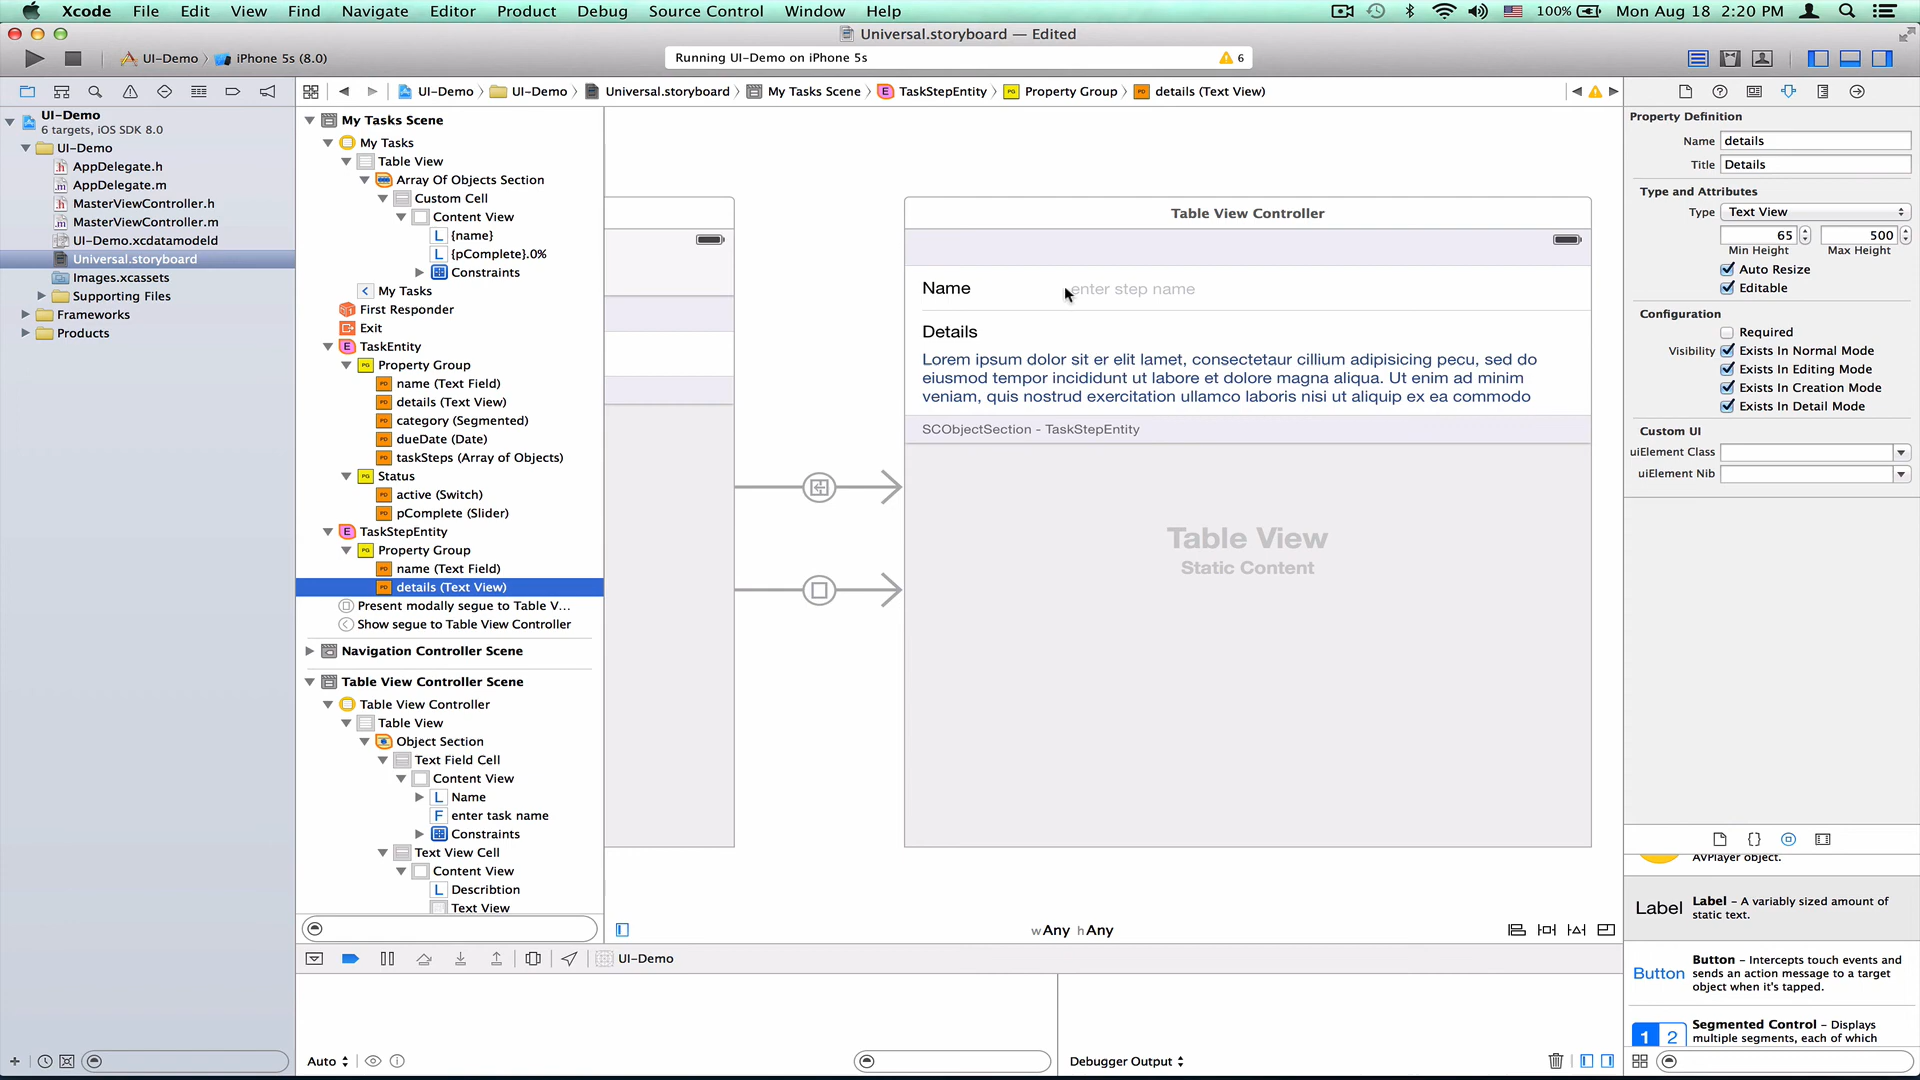 Xcode File Edit View Find Navigate Editor Product Debug Source Control Window Help
100% Mon Aug 18 2:20 PM
Universal.storyboard — Edited
UI-Demo iPhone 5s (8.0)
Running UI-Demo on iPhone 5s
6
UI-Demo UI-Demo Universal.storyboard My Tasks Scene TaskStepEntity Property Group details (Text View)
UI-Demo
6 targets, iOS SDK 8.0
UI-Demo
AppDelegate.h
AppDelegate.m
MasterViewController.h
MasterViewController.m
UI-Demo.xcdatamodeld
Universal.storyboard
Images.xcassets
Supporting Files
Frameworks
Products
My Tasks Scene
My Tasks
Table View
Array Of Objects Section
Custom Cell
Content View
L {name}
L {pComplete}.0%
Constraints
My Tasks
First Responder
Exit
E TaskEntity
PG Property Group
PD name (Text Field)
PD details (Text View)
PD category (Segmented)
PD dueDate (Date)
PD taskSteps (Array of Objects)
PG Status
PD active (Switch)
PD pComplete (Slider)
E TaskStepEntity
PG Property Group
PD name (Text Field)
PD details (Text View)
Present modally segue to Table V...
Show segue to Table View Controller
Navigation Controller Scene
Table View Controller Scene
Table View Controller
Table View
Object Section
Text Field Cell
Content View
L Name
F enter task name
Constraints
Text View Cell
Content View
L Describtion
Text View
Table View Controller
Name enter step name
Details
Lorem ipsum dolor sit er elit lamet, consectetaur cillium adipisicing pecu, sed do
eiusmod tempor incididunt ut labore et dolore magna aliqua. Ut enim ad minim
veniam, quis nostrud exercitation ullamco laboris nisi ut aliquip ex ea commodo
SCObjectSection - TaskStepEntity
Table View
Static Content
wAny hAny
UI-Demo
Auto
Debugger Output
Property Definition
Name details
Title Details
Type and Attributes
Type Text View
65 500
Min Height Max Height
Auto Resize
Editable
Configuration
Required
Visibility Exists In Normal Mode
Exists In Editing Mode
Exists In Creation Mode
Exists In Detail Mode
Custom UI
uiElement Class
uiElement Nib
AVPlayer object.
Label Label - A variably sized amount of
static text.
Button Button - Intercepts touch events and
sends an action message to a target
object when it's tapped.
1 2 Segmented Control - Displays
multiple segments, each of which